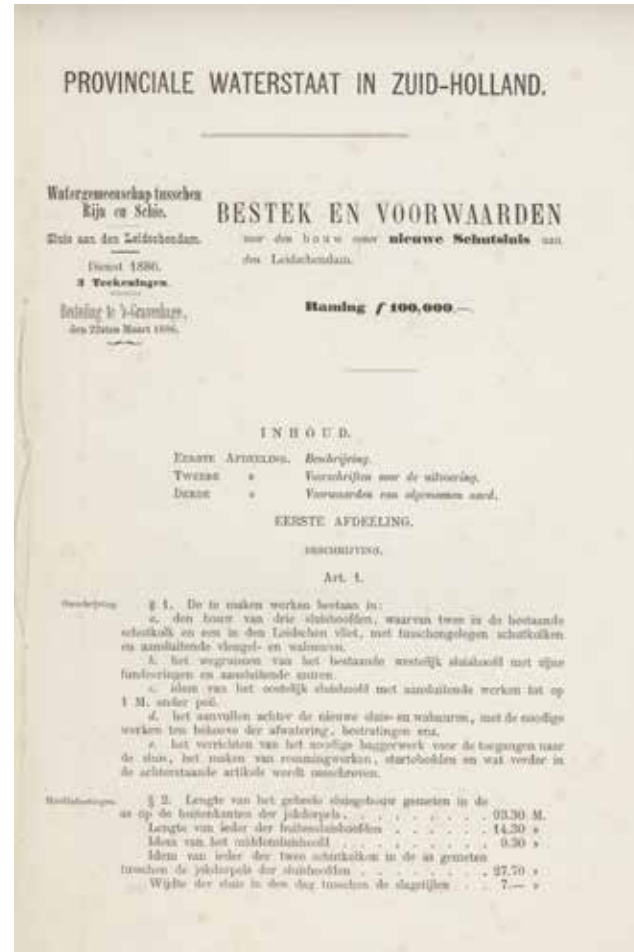 PROVINCIALE WATERSTAAT IN ZUID-HOLLAND.
Watergemeenschap tusschen
Rijn en Schie.
Sluis aan den Leidschendam.
Dienst 1886.
3 Teekeningen.
Besteding te 's-Gravenhage,
den 22sten Maart 1886.
BESTEK EN VOORWAARDEN
voor den bouw eener nieuwe Schutsluis aan
den Leidschendam.
Raming f 100,000.—
INHOUD.
EERSTE AFDEELING. Beschrijving.
TWEEDE » Voorschriften voor de uitvoering.
DERDE » Voorwaarden van algemeenen aard.
EERSTE AFDEELING.
BESCHRIJVING.
Art. 1.
Omschrijving. § 1. De te maken werken bestaan in:
a. den bouw van drie sluishoofden, waarvan twee in de bestaande
schutkolk en een in den Leidschen vliet, met tusschengelegen schutkolken
en aansluitende vleugel- en walmuren.
b. het wegruimen van het bestaande westelijk sluishoofd met zijne
fundeeringen en aansluitende muren.
c. idem van het oostelijk sluishoofd met aansluitende werken tot op
1 M. onder peil.
d. het aanvullen achter de nieuwe sluis- en walmuren, met de noodige
werken ten behoeve der afwatering, bestratingen enz.
e. het verrichten van het noodige baggerwerk voor de toegangen naar
de sluis, het maken van remmingwerken, stortebedden en wat verder in
de achterstaande artikels wordt omschreven.
Hoofdafmetingen. § 2. Lengte van het geheele sluisgebouw gemeten in de
as op de buitenkanten der . . . . . . . . 93.30 M.
Lengte van ieder der buitensluishoofden . . . . . 14.30 »
Idem van het middensluishoofd . . . . . . 9.30 »
Idem van ieder der twee schutkolken in de as gemeten
tusschen de der sluishoofden . . . . . . . 27.70 »
Wijdte der sluis in den dag tusschen de slagstijlen . . 7.— »